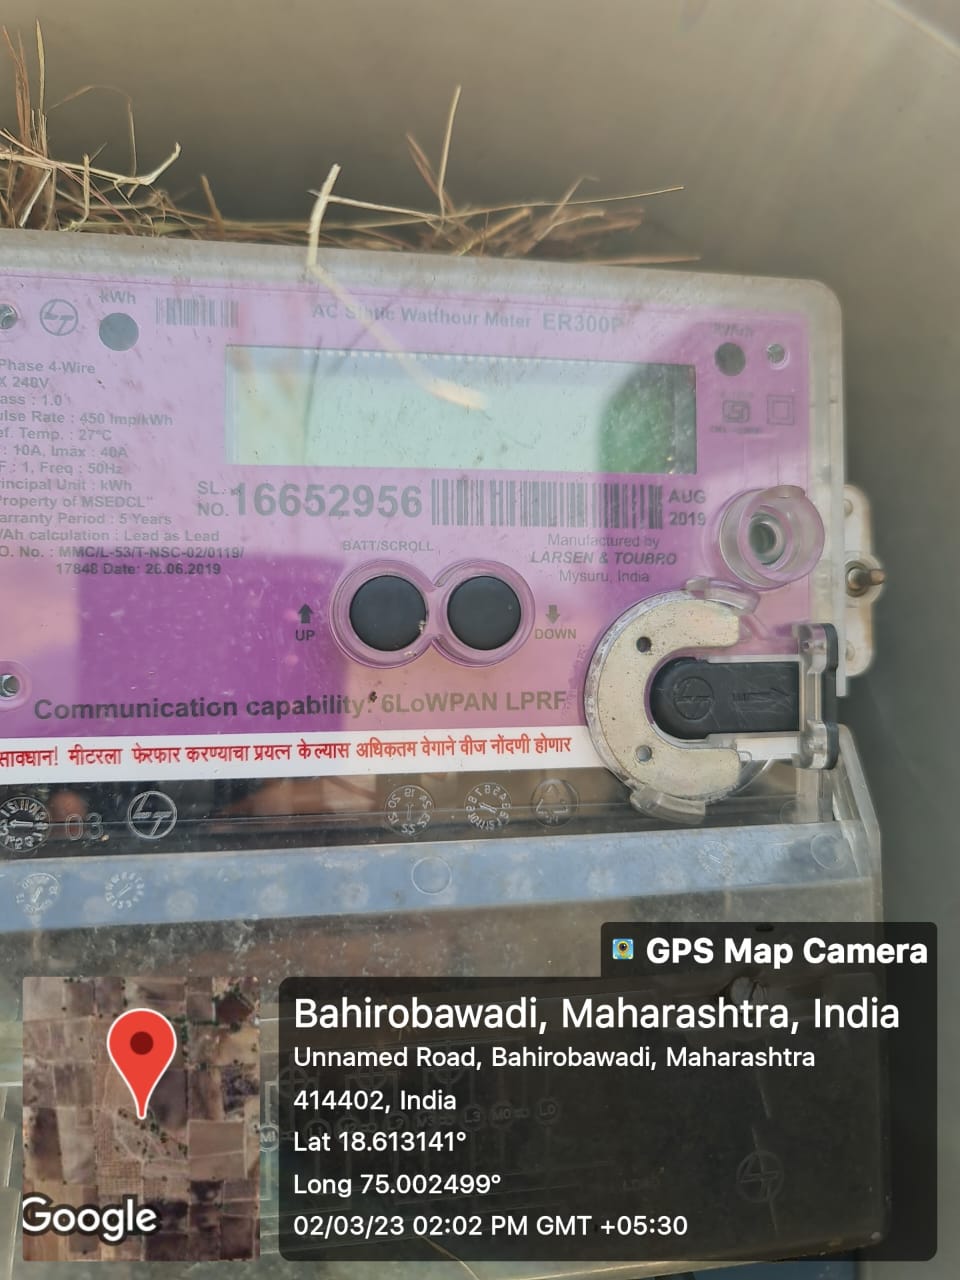 kWh
AC Static Watthour Meter ER300P
Phase 4-Wire
X 240V
ass : 1.0
ulse Rate : 450 Imp/kWh
ef. Temp. : 27°C
: 10A, Imax : 40A
F : 1, Freq : 50Hz
rincipal Unit : kWh
roperty of MSEDCL"
arranty Period : 5 Years
/Ah calculation : Lead as Lead
O. No. : MMC/L-53/T-NSC-02/0119/
17848 Date: 26.06.2019
SL.
NO. 16652956
AUG
2019
Manufactured by
LARSEN & TOUBRO
Mysuru, India
BATT/SCROLL
UP
DOWN
Communication capability: 6LoWPAN LPRF
सावधान! मीटरला फेरफार करण्याचा प्रयत्न केल्यास अधिकतम वेगाने वीज नोंदणी होणार
03
GPS Map Camera
Bahirobawadi, Maharashtra, India
Unnamed Road, Bahirobawadi, Maharashtra
414402, India
Lat 18.613141°
Long 75.002499°
02/03/23 02:02 PM GMT +05:30
Google